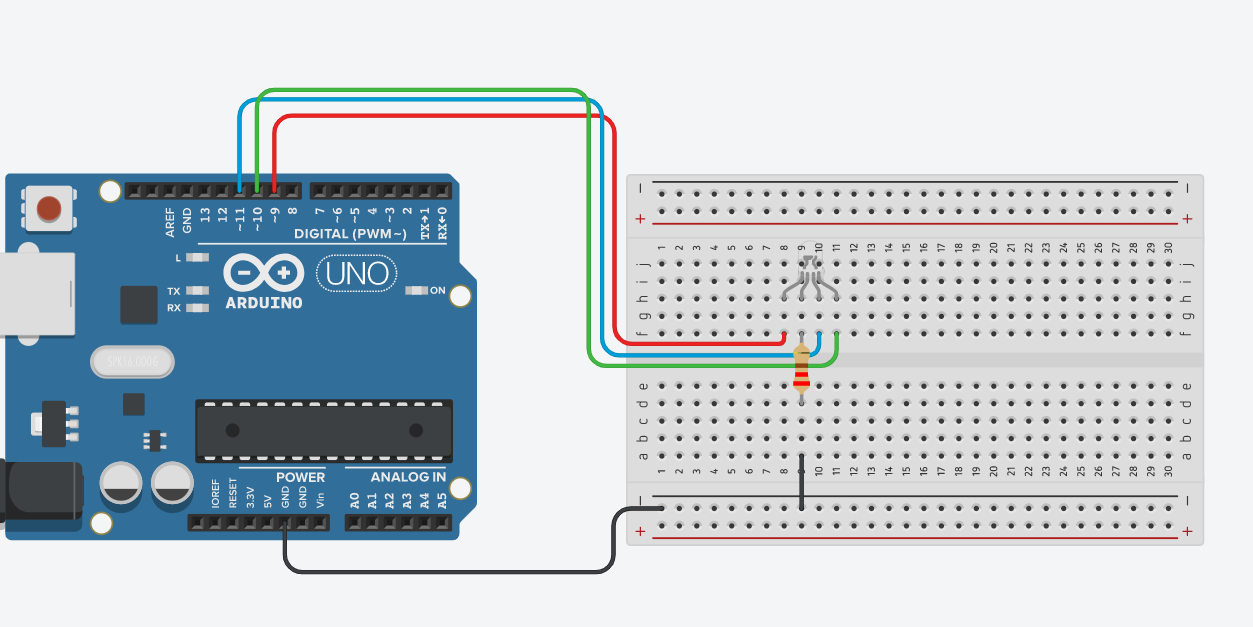 AREF GND 13 12 ~11 ~10 ~9 8 7 ~6 ~5 4 ~3 2 TX→1 RX←0
DIGITAL (PWM~)
L
TX
RX
UNO
ON
ARDUINO
SPK16.000G
POWER
ANALOG IN
IOREF RESET 3.3V 5V GND GND Vin A0 A1 A2 A3 A4 A5
− −
+ +
1 2 3 4 5 6 7 8 9 10 11 12 13 14 15 16 17 18 19 20 21 22 23 24 25 26 27 28 29 30
j j
i i
h h
g g
f f
e e
d d
c c
b b
a a
1 2 3 4 5 6 7 8 9 10 11 12 13 14 15 16 17 18 19 20 21 22 23 24 25 26 27 28 29 30
− −
+ +